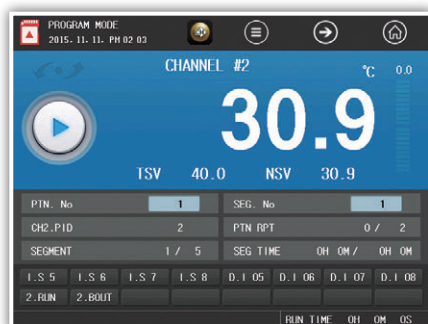 PROGRAM MODE
2015. 11. 11. PM 02 03
CHANNEL #2
℃ 0.0
30.9
TSV 40.0 NSV 30.9
PTN. No 1 SEG. No 1
CH2.PID 2 PTN RPT 0 / 2
SEGMENT 1 / 5 SEG TIME 0H 0M / 0H 0M
I.S 5 I.S 6 I.S 7 I.S 8 D.I 05 D.I 06 D.I 07 D.I 08
2.RUN 2.BOUT
RUN TIME 0H 0M 0S